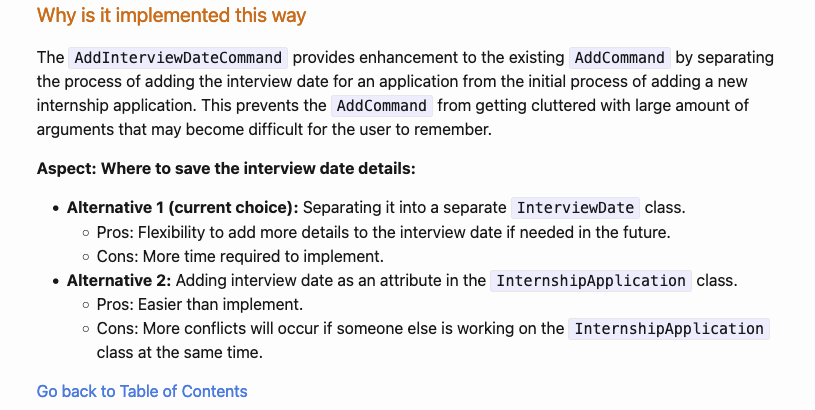 Why is it implemented this way
The AddInterviewDateCommand provides enhancement to the existing AddCommand by separating
the process of adding the interview date for an application from the initial process of adding a new
internship application. This prevents the AddCommand from getting cluttered with large amount of
arguments that may become difficult for the user to remember.
Aspect: Where to save the interview date details:
• Alternative 1 (current choice): Separating it into a separate InterviewDate class.
◦ Pros: Flexibility to add more details to the interview date if needed in the future.
◦ Cons: More time required to implement.
• Alternative 2: Adding interview date as an attribute in the InternshipApplication class.
◦ Pros: Easier than implement.
◦ Cons: More conflicts will occur if someone else is working on the InternshipApplication
class at the same time.
Go back to Table of Contents